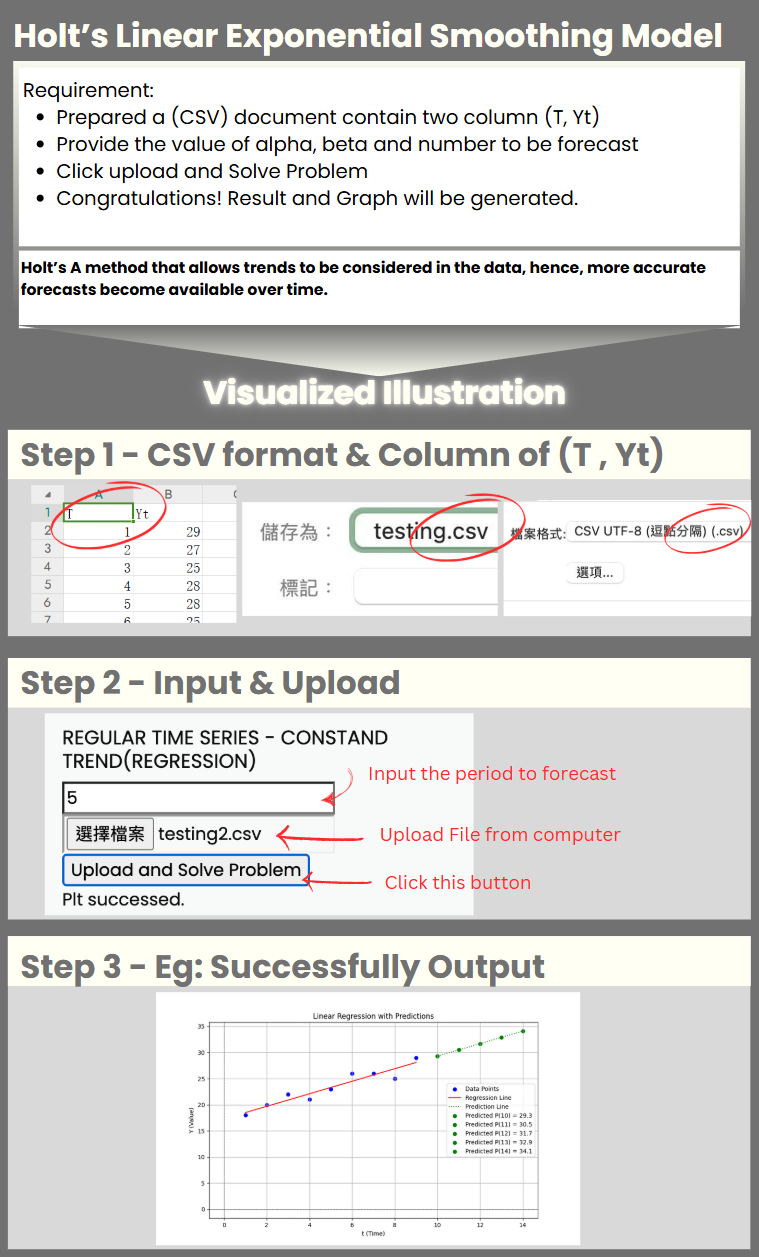 Holt’s Linear Exponential Smoothing Model
Requirement:
• Prepared a (CSV) document contain two column (T, Yt)
• Provide the value of alpha, beta and number to be forecast
• Click upload and Solve Problem
• Congratulations! Result and Graph will be generated.
Holt’s A method that allows trends to be considered in the data, hence, more accurate
forecasts become available over time.
Visualized Illustration
Step 1 - CSV format & Column of (T , Yt)
A B
1 T Yt
2 1 29
3 2 27
4 3 25
5 4 28
6 5 28
7 6 25
儲存為：
testing.csv
標記：
檔案格式:
CSV UTF-8 (逗點分隔) (.csv)
選項...
Step 2 - Input & Upload
REGULAR TIME SERIES - CONSTAND
TREND(REGRESSION)
5
Input the period to forecast
選擇檔案 testing2.csv
Upload File from computer
Upload and Solve Problem
Click this button
Plt successed.
Step 3 - Eg: Successfully Output
Linear Regression with Predictions
35
30
25
20
15
10
5
0
Y (Value)
Data Points
Regression Line
Prediction Line
Predicted P(10) = 29.3
Predicted P(11) = 30.5
Predicted P(12) = 31.7
Predicted P(13) = 32.9
Predicted P(14) = 34.1
0 2 4 6 8 10 12 14
t (Time)